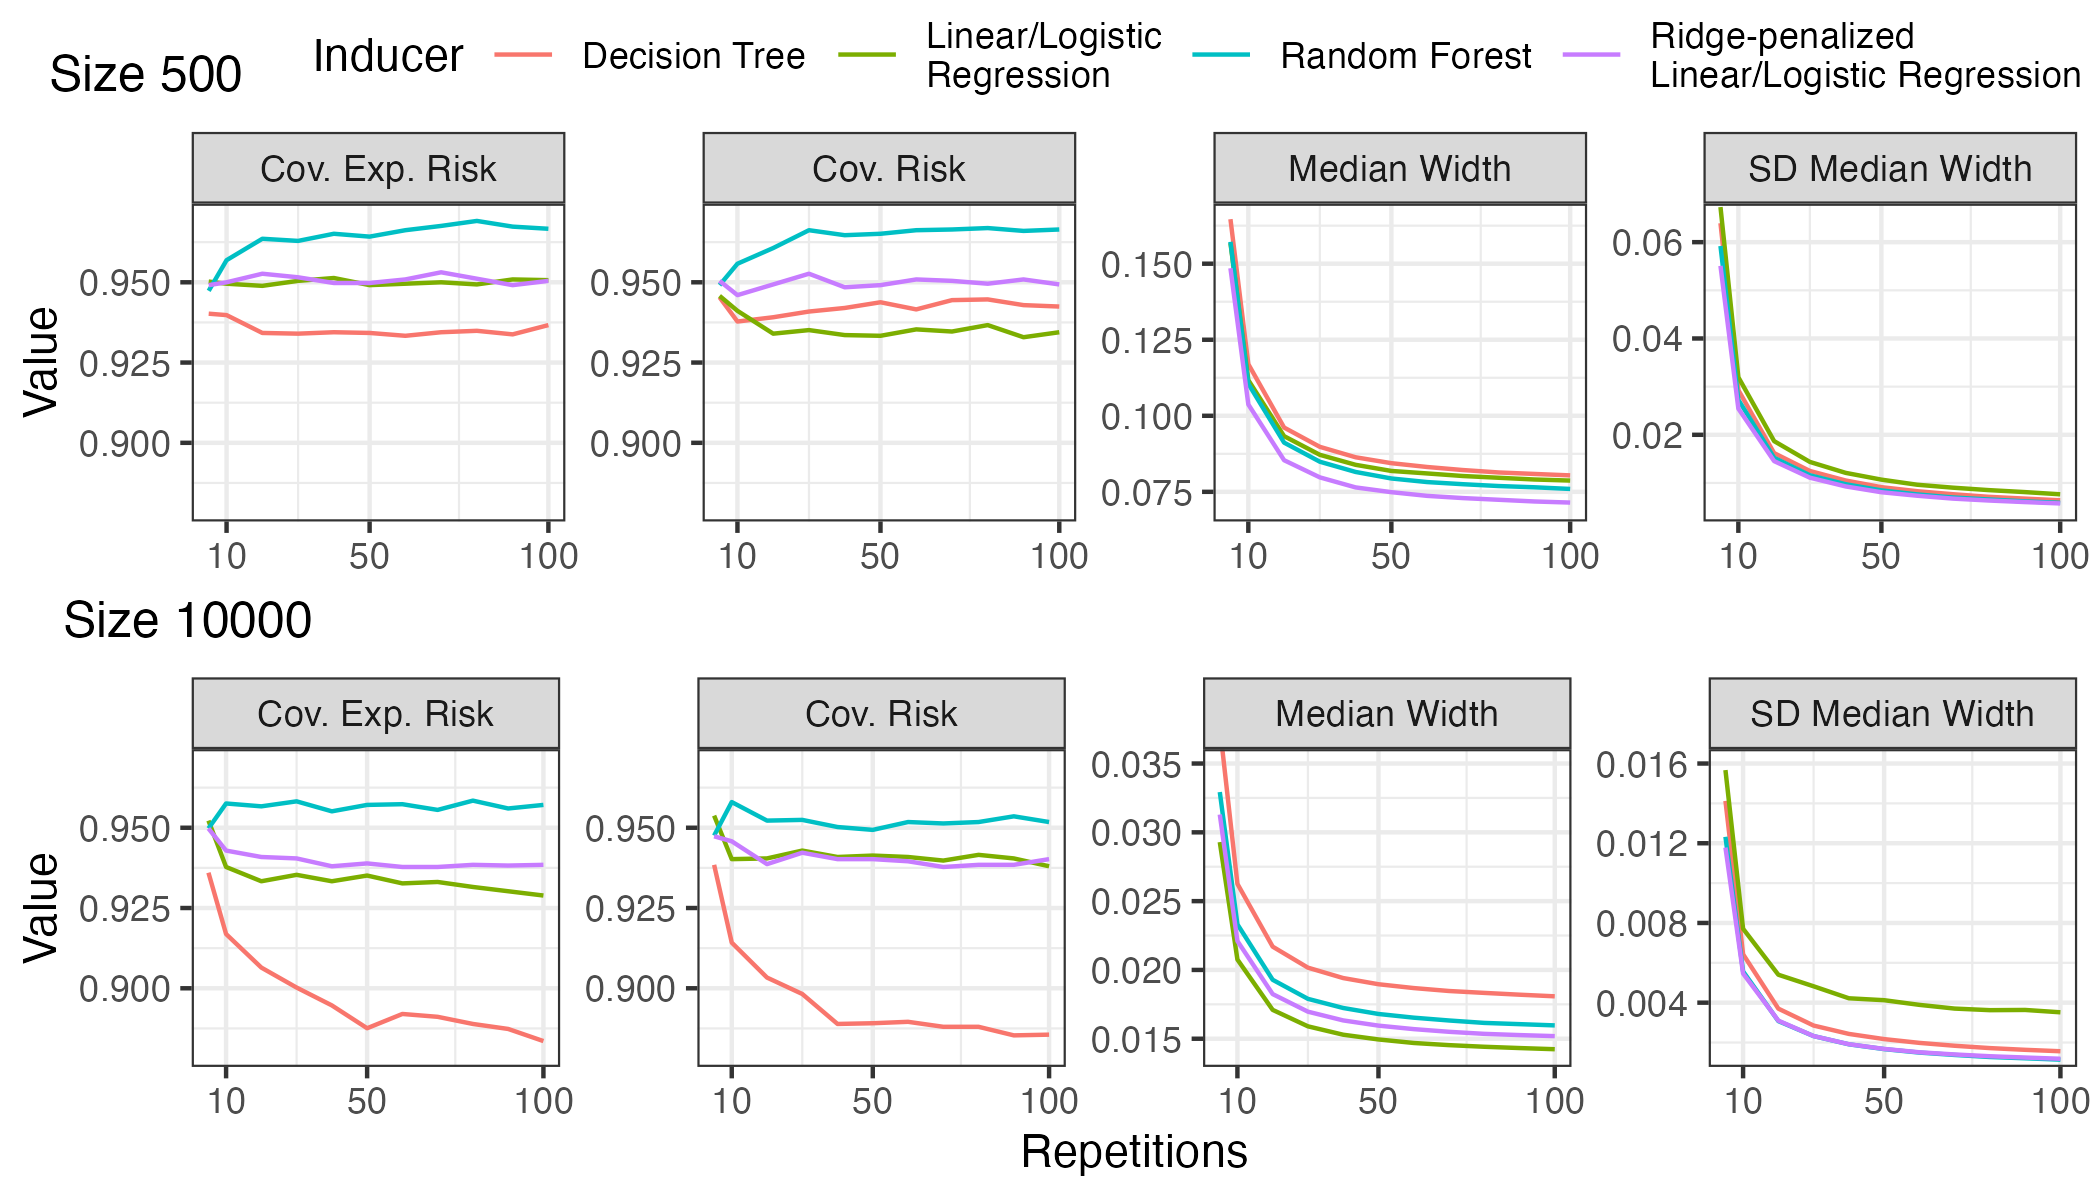 Size 500
Inducer
Decision Tree
Linear/Logistic
Regression
Random Forest
Ridge-penalized
Linear/Logistic Regression
Cov. Exp. Risk
Cov. Risk
Median Width
SD Median Width
Value
0.950
0.925
0.900
10 50 100
0.950
0.925
0.900
10 50 100
0.150
0.125
0.100
0.075
10 50 100
0.06
0.04
0.02
10 50 100
Size 10000
Cov. Exp. Risk
Cov. Risk
Median Width
SD Median Width
Value
0.950
0.925
0.900
10 50 100
0.950
0.925
0.900
10 50 100
0.035
0.030
0.025
0.020
0.015
10 50 100
0.016
0.012
0.008
0.004
10 50 100
Repetitions